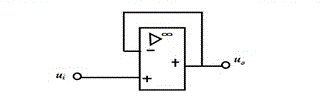 ▷∞
−
+
+
uᵢ
uₒ